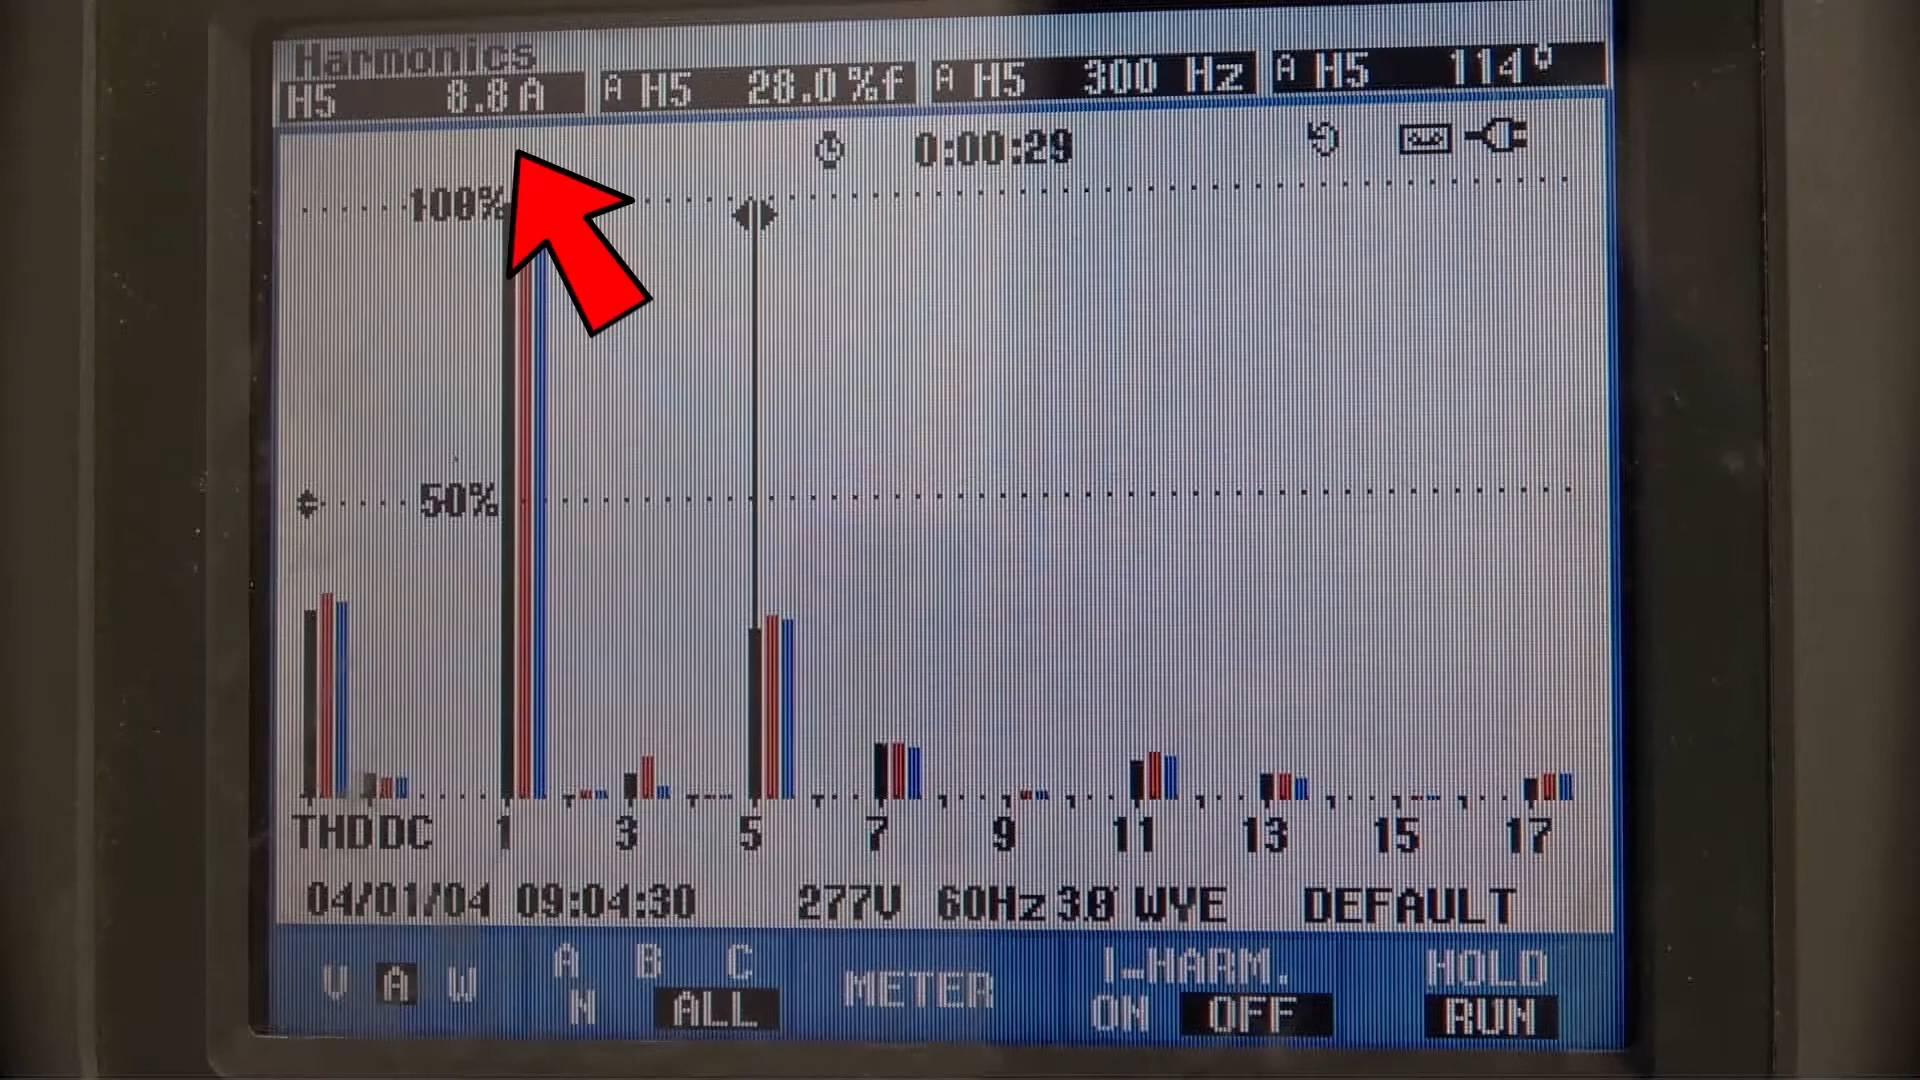 Harmonics
H5 8.8 A A H5 28.0 %f A H5 300 Hz A H5 114°
0:00:29
100%
50%
THD DC 1 3 5 7 9 11 13 15 17
04/01/04 09:04:30 277V 60Hz 3Ø WYE DEFAULT
V A W A B C N ALL METER I-HARM. ON OFF HOLD RUN